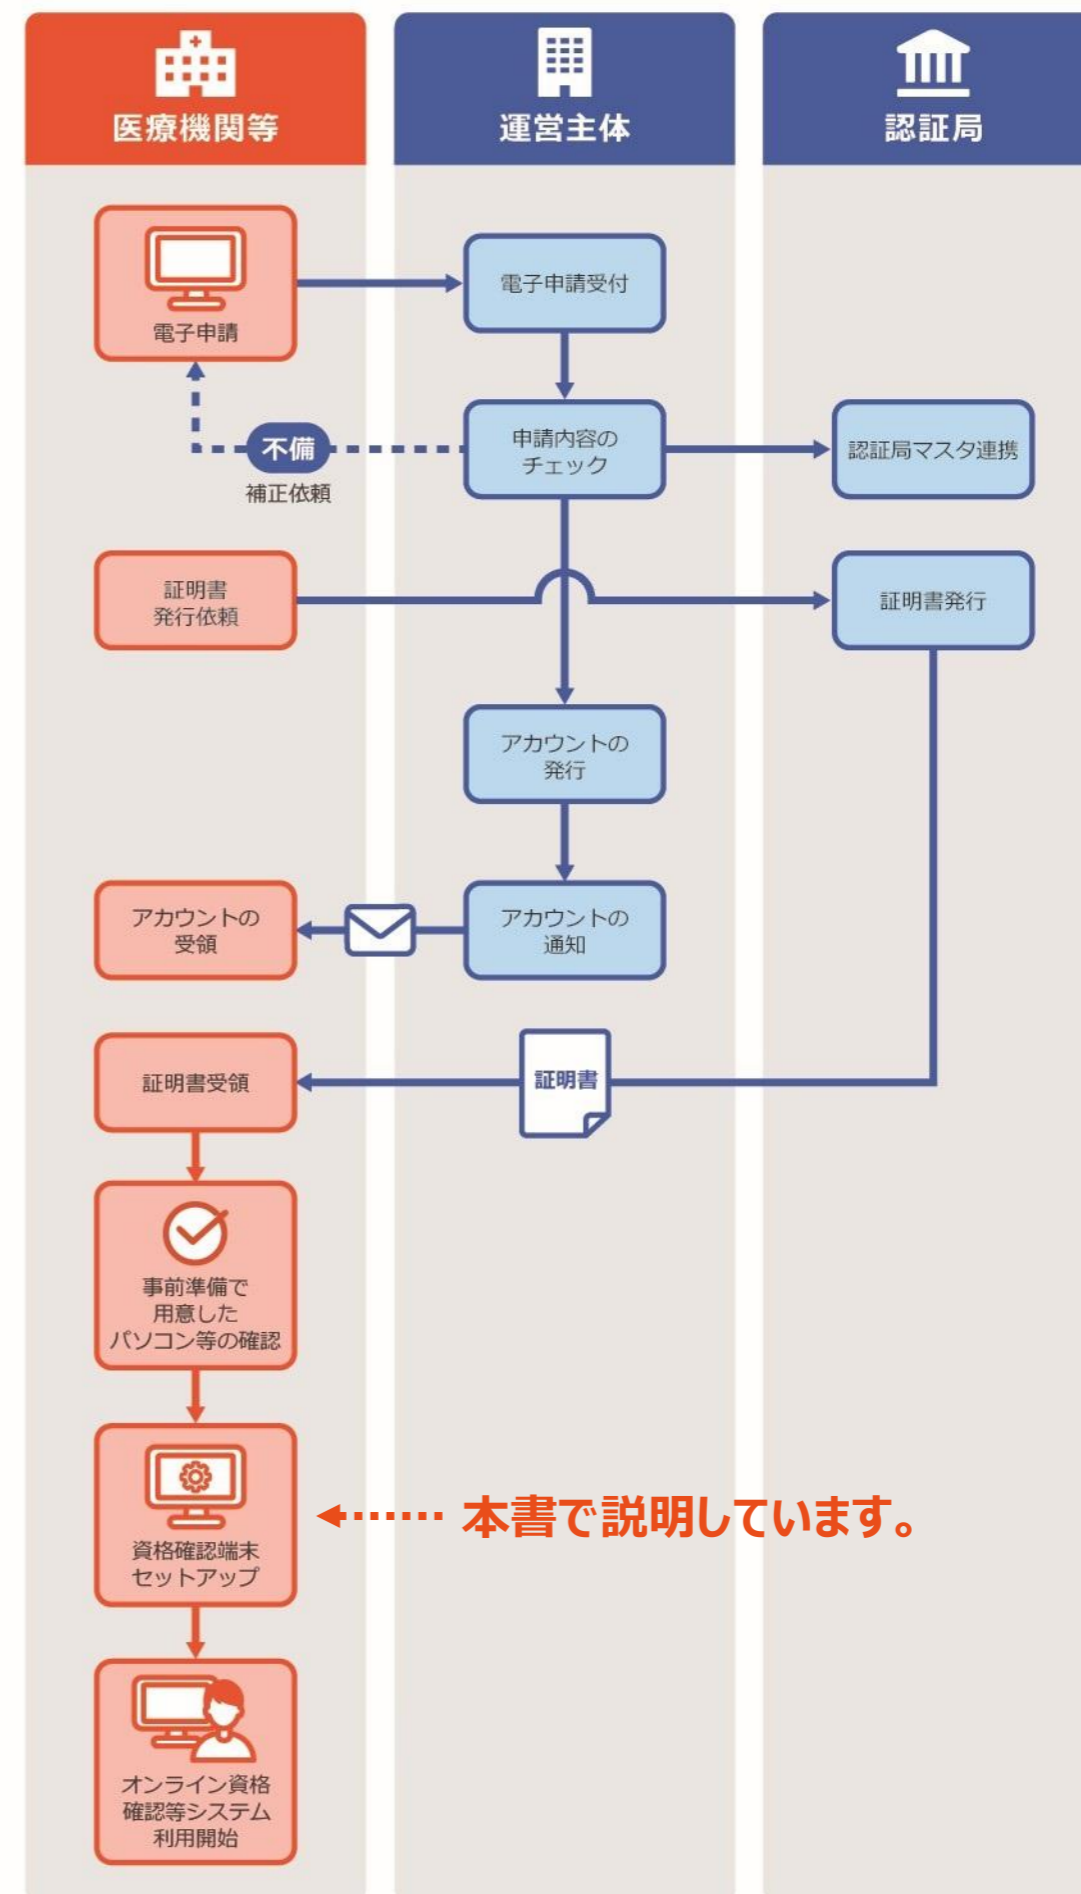 医療機関等
運営主体
認証局
電子申請
電子申請受付
不備
補正依頼
申請内容の
チェック
認証局マスタ連携
証明書
発行依頼
証明書発行
アカウントの
発行
アカウントの
受領
アカウントの
通知
証明書受領
証明書
事前準備で
用意した
パソコン等の確認
資格確認端末
セットアップ
本書で説明しています。
オンライン資格
確認等システム
利用開始